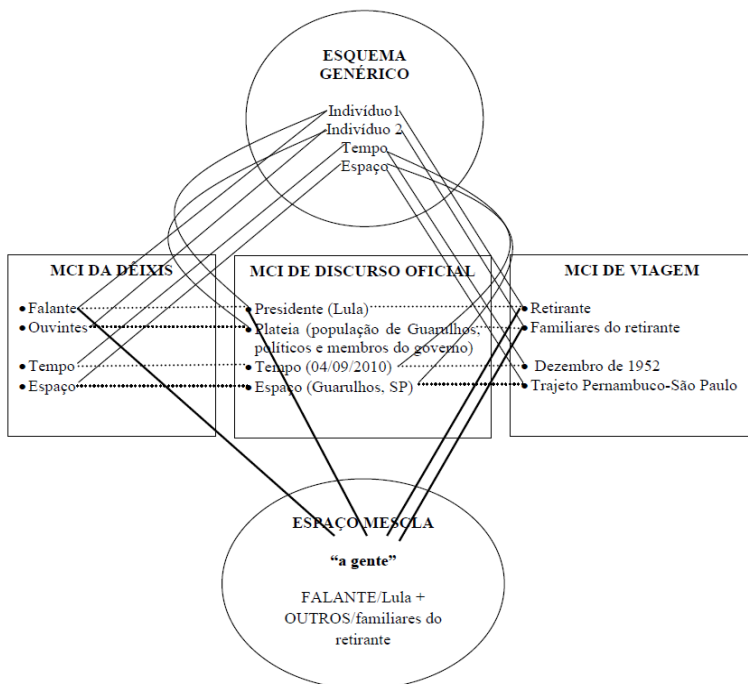 ESQUEMA
GENÉRICO
Indivíduo1
Indivíduo 2
Tempo
Espaço
MCI DA DÊIXIS
• Falante
• Ouvintes
• Tempo
• Espaço
MCI DE DISCURSO OFICIAL
• Presidente (Lula)
• Plateia (população de Guarulhos,
políticos e membros do governo)
• Tempo (04/09/2010)
• Espaço (Guarulhos, SP)
MCI DE VIAGEM
• Retirante
• Familiares do retirante
• Dezembro de 1952
• Trajeto Pernambuco-São Paulo
ESPAÇO MESCLA
“a gente”
FALANTE/Lula +
OUTROS/familiares do
retirante